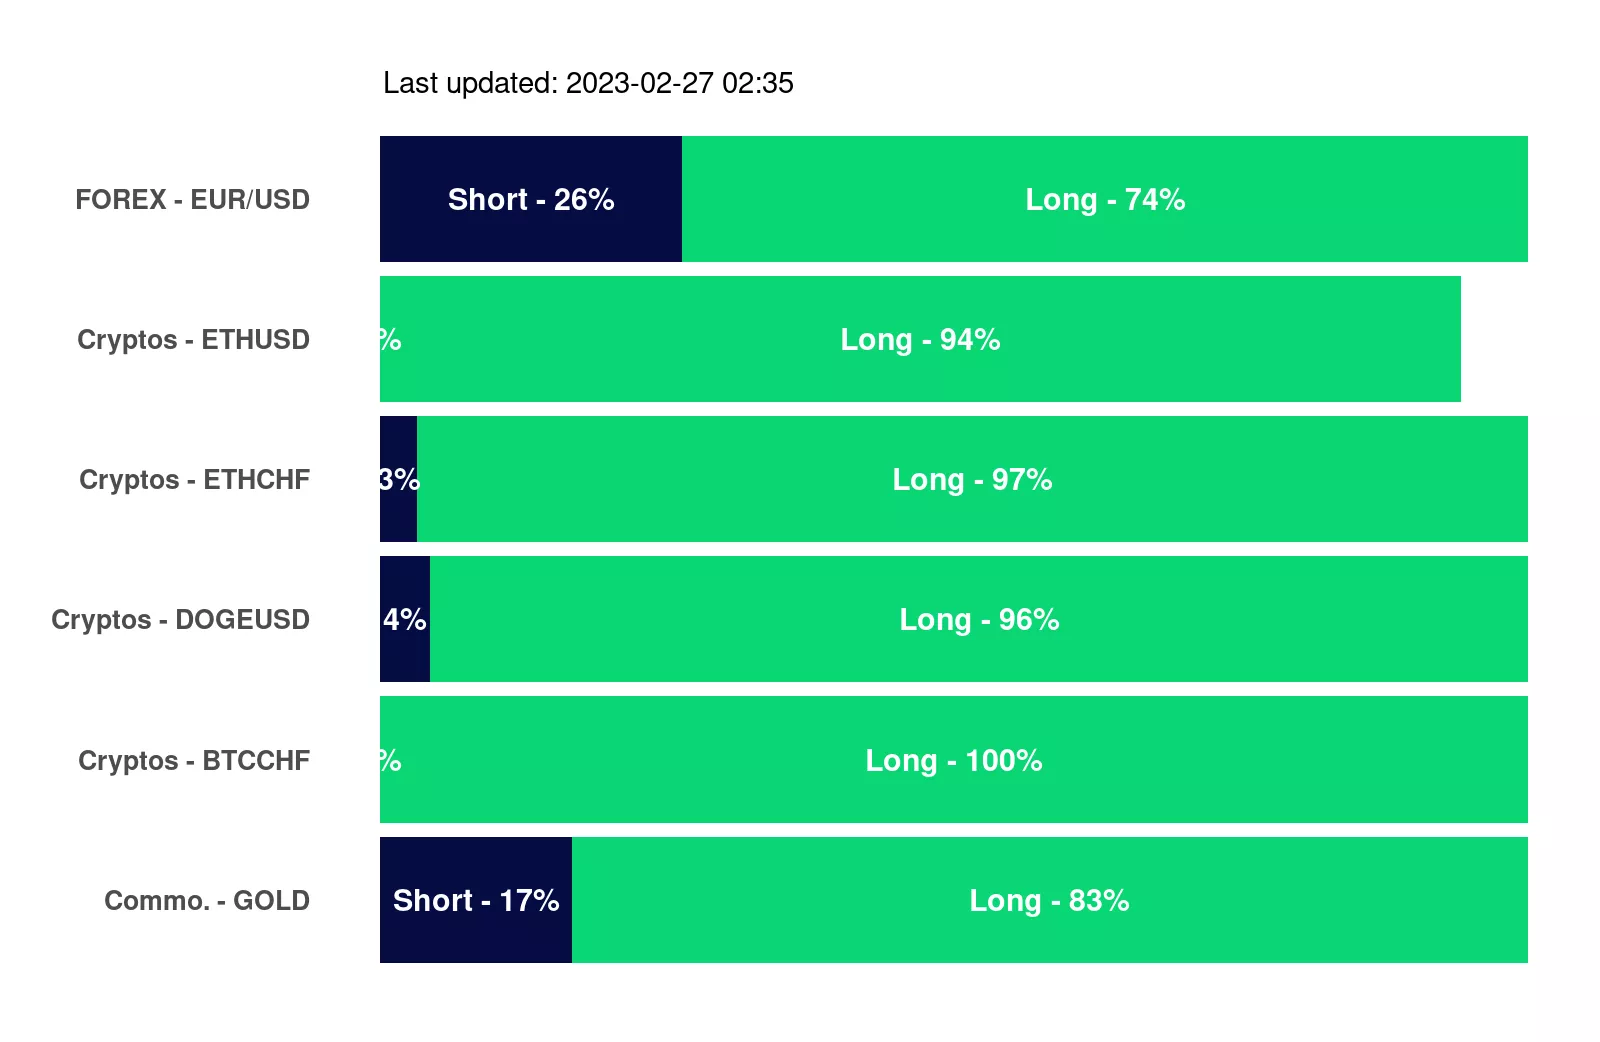 Last updated: 2023-02-27 02:35
FOREX - EUR/USD Short - 26% Long - 74%
Cryptos - ETHUSD % Long - 94%
Cryptos - ETHCHF 3% Long - 97%
Cryptos - DOGEUSD 4% Long - 96%
Cryptos - BTCCHF % Long - 100%
Commo. - GOLD Short - 17% Long - 83%